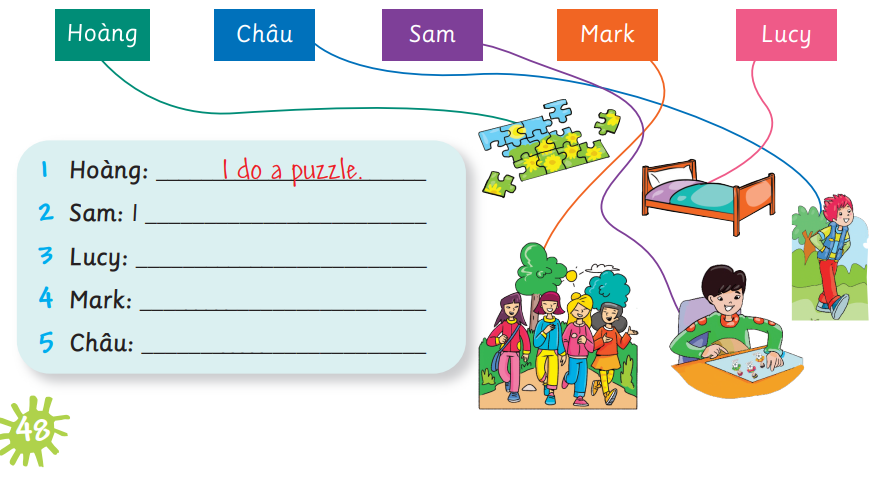 Hoàng Châu Sam Mark Lucy
1 Hoàng: I do a puzzle.
2 Sam: I
3 Lucy:
4 Mark:
5 Châu:
48